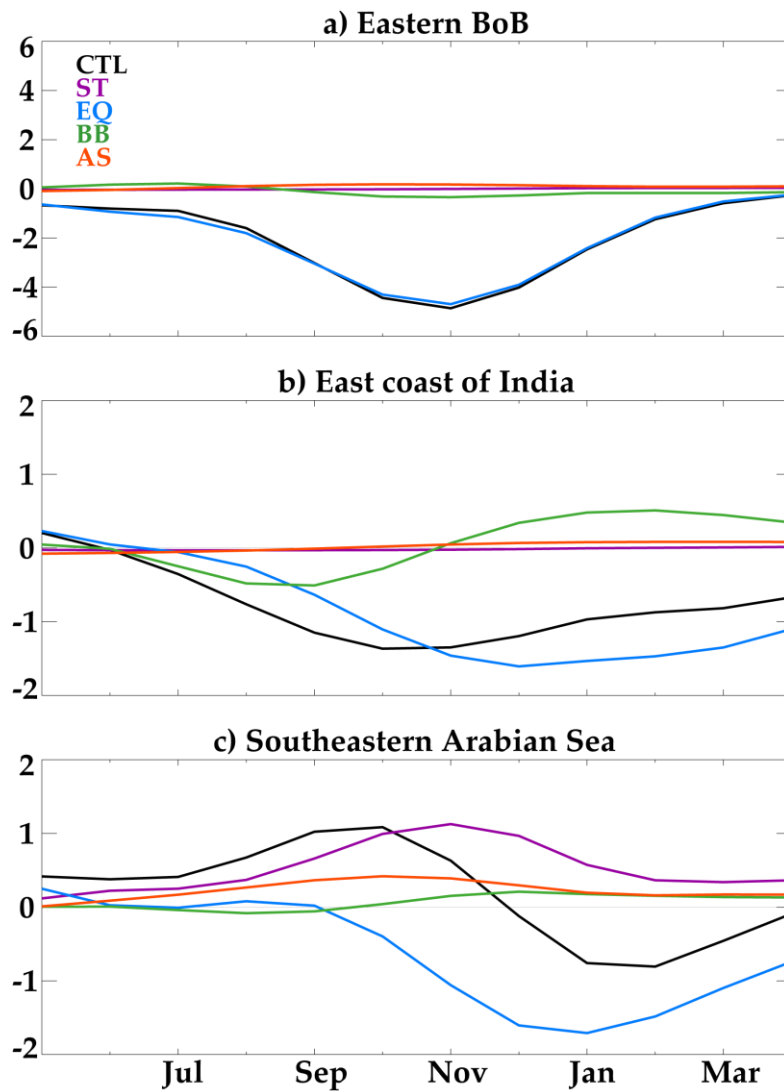 a) Eastern BoB
6
4
2
0
-2
-4
-6
CTL
ST
EQ
BB
AS
b) East coast of India
2
1
0
-1
-2
c) Southeastern Arabian Sea
2
1
0
-1
-2
Jul Sep Nov Jan Mar